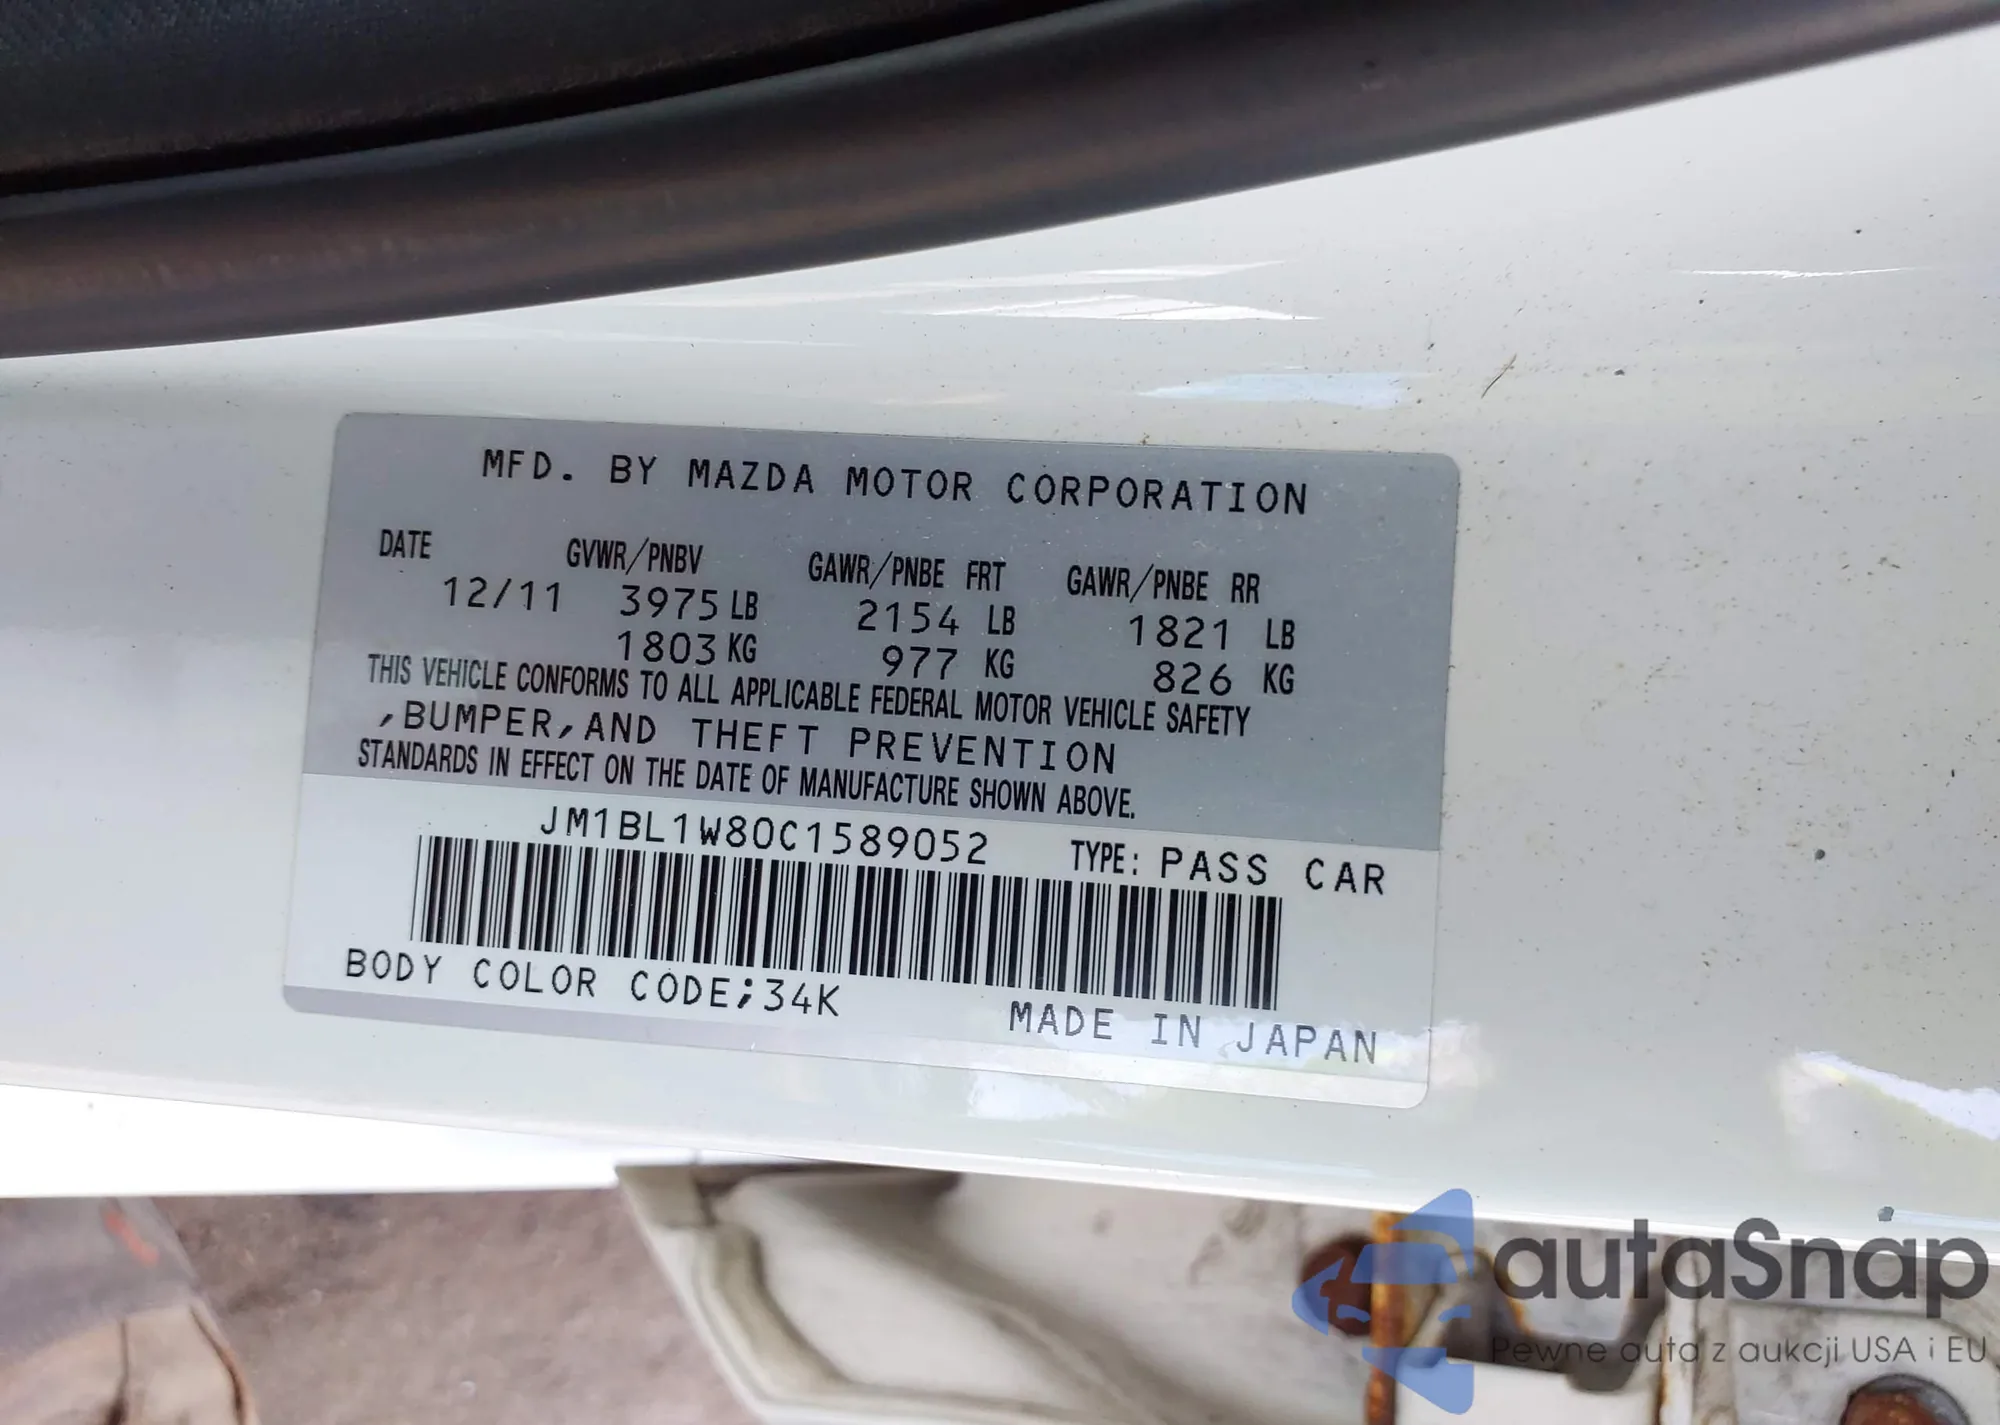 MFD. BY MAZDA MOTOR CORPORATION
DATE GVWR/PNBV GAWR/PNBE FRT GAWR/PNBE RR
12/11 3975 LB 2154 LB 1821 LB
1803 KG 977 KG 826 KG
THIS VEHICLE CONFORMS TO ALL APPLICABLE FEDERAL MOTOR VEHICLE SAFETY
,BUMPER,AND THEFT PREVENTION
STANDARDS IN EFFECT ON THE DATE OF MANUFACTURE SHOWN ABOVE.
JM1BL1W80C1589052 TYPE: PASS CAR
BODY COLOR CODE;34K
MADE IN JAPAN
autaSnap
Pewne auta z aukcji USA i EU